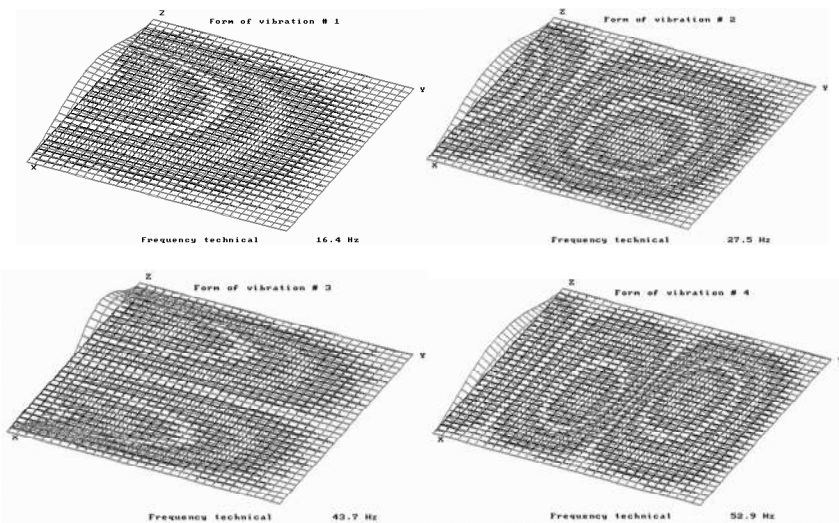 Z
Form of vibration # 1
Y
X
Frequency technical 16.4 Hz
Z
Form of vibration # 2
Y
X
Frequency technical 27.5 Hz
Z
Form of vibration # 3
Y
X
Frequency technical 43.7 Hz
Z
Form of vibration # 4
X
Frequency technical 52.9 Hz